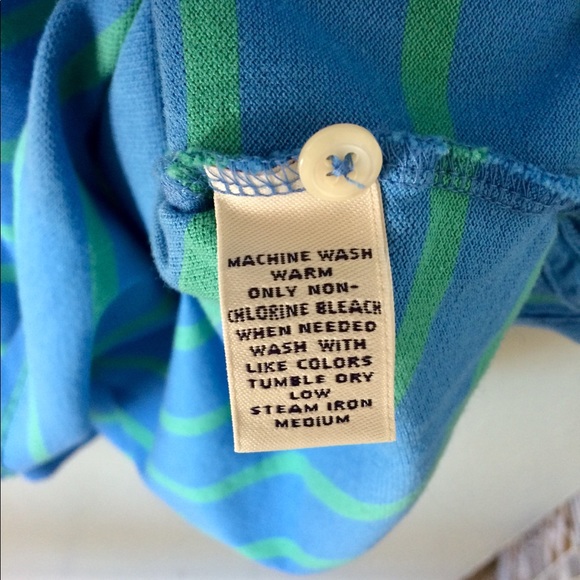 MACHINE WASH
WARM
ONLY NON-
CHLORINE BLEACH
WHEN NEEDED
WASH WITH
LIKE COLORS
TUMBLE DRY
LOW
STEAM IRON
MEDIUM